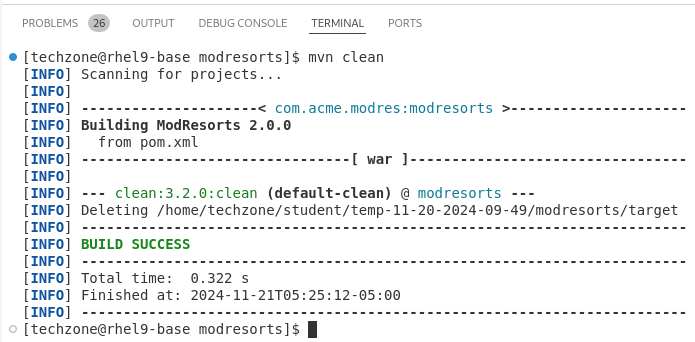 PROBLEMS 26 OUTPUT DEBUG CONSOLE TERMINAL PORTS
[techzone@rhel9-base modresorts]$ mvn clean
[INFO] Scanning for projects...
[INFO]
[INFO] ---------------------< com.acme.modres:modresorts >---------------------
[INFO] Building ModResorts 2.0.0
[INFO]   from pom.xml
[INFO] --------------------------------[ war ]---------------------------------
[INFO]
[INFO] --- clean:3.2.0:clean (default-clean) @ modresorts ---
[INFO] Deleting /home/techzone/student/temp-11-20-2024-09-49/modresorts/target
[INFO] ------------------------------------------------------------------------
[INFO] BUILD SUCCESS
[INFO] ------------------------------------------------------------------------
[INFO] Total time:  0.322 s
[INFO] Finished at: 2024-11-21T05:25:12-05:00
[INFO] ------------------------------------------------------------------------
[techzone@rhel9-base modresorts]$